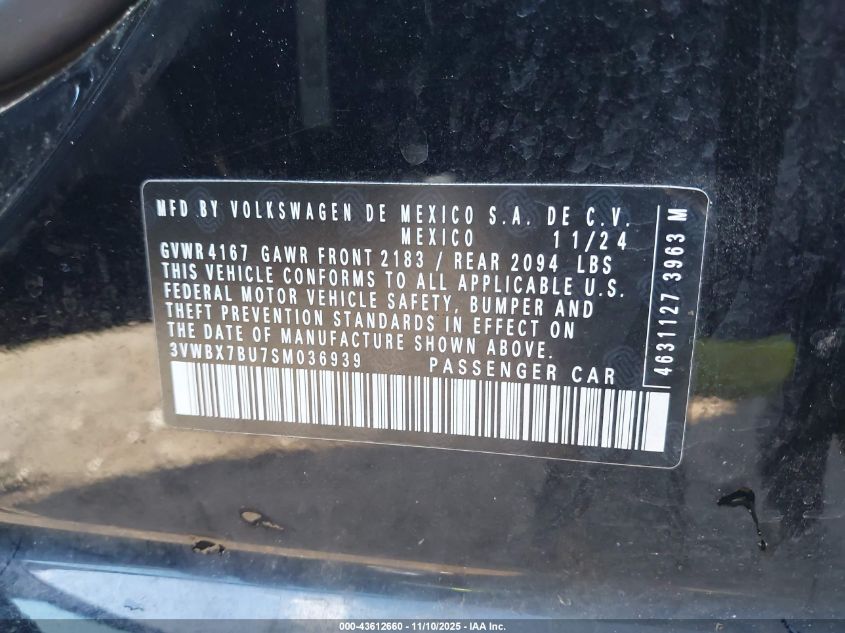 MFD BY VOLKSWAGEN DE MEXICO S.A. DE C.V.
MEXICO 11/24
GVWR 4167 GAWR FRONT 2183 / REAR 2094 LBS
THIS VEHICLE CONFORMS TO ALL APPLICABLE U.S.
FEDERAL MOTOR VEHICLE SAFETY, BUMPER AND
THEFT PREVENTION STANDARDS IN EFFECT ON
THE DATE OF MANUFACTURE SHOWN ABOVE.
3VWBX7BU7SM036939 PASSENGER CAR
4631127 3963 M
000-43612660 - 11/10/2025 - IAA Inc.